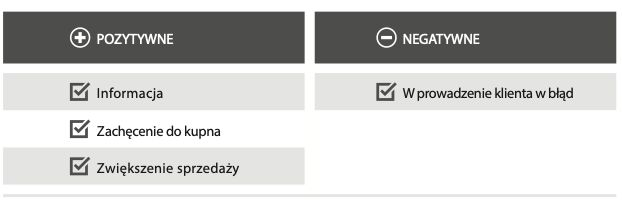 POZYTYWNE
Informacja
Zachęcenie do kupna
Zwiększenie sprzedaży
NEGATYWNE
W prowadzenie klienta w błąd